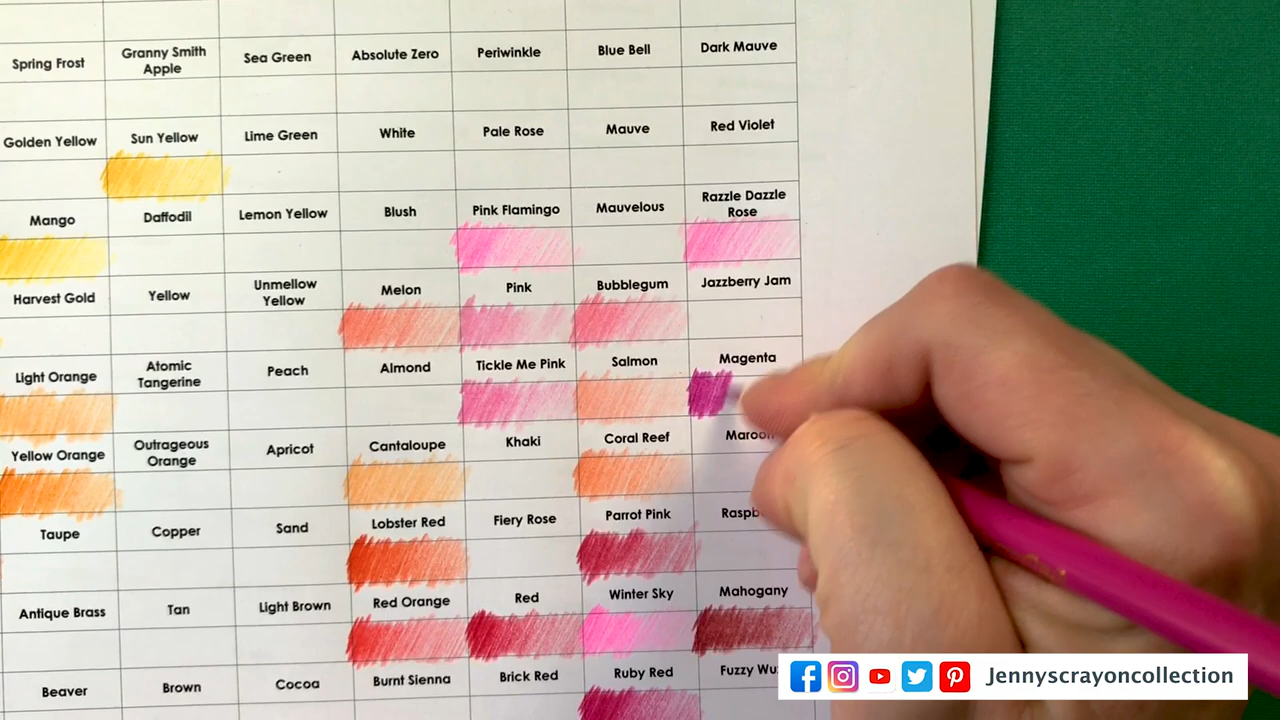 Spring Frost
Granny Smith
Apple
Sea Green
Absolute Zero
Periwinkle
Blue Bell
Dark Mauve
Golden Yellow
Sun Yellow
Lime Green
White
Pale Rose
Mauve
Red Violet
Mango
Daffodil
Lemon Yellow
Blush
Pink Flamingo
Mauvelous
Razzle Dazzle
Rose
Harvest Gold
Yellow
Unmellow
Yellow
Melon
Pink
Bubblegum
Jazzberry Jam
Light Orange
Atomic
Tangerine
Peach
Almond
Tickle Me Pink
Salmon
Magenta
Yellow Orange
Outrageous
Orange
Apricot
Cantaloupe
Khaki
Coral Reef
Maroon
Taupe
Copper
Sand
Lobster Red
Fiery Rose
Parrot Pink
Raspb
Antique Brass
Tan
Light Brown
Red Orange
Red
Winter Sky
Mahogany
Beaver
Brown
Cocoa
Burnt Sienna
Brick Red
Ruby Red
Fuzzy Wu
Jennyscrayoncollection